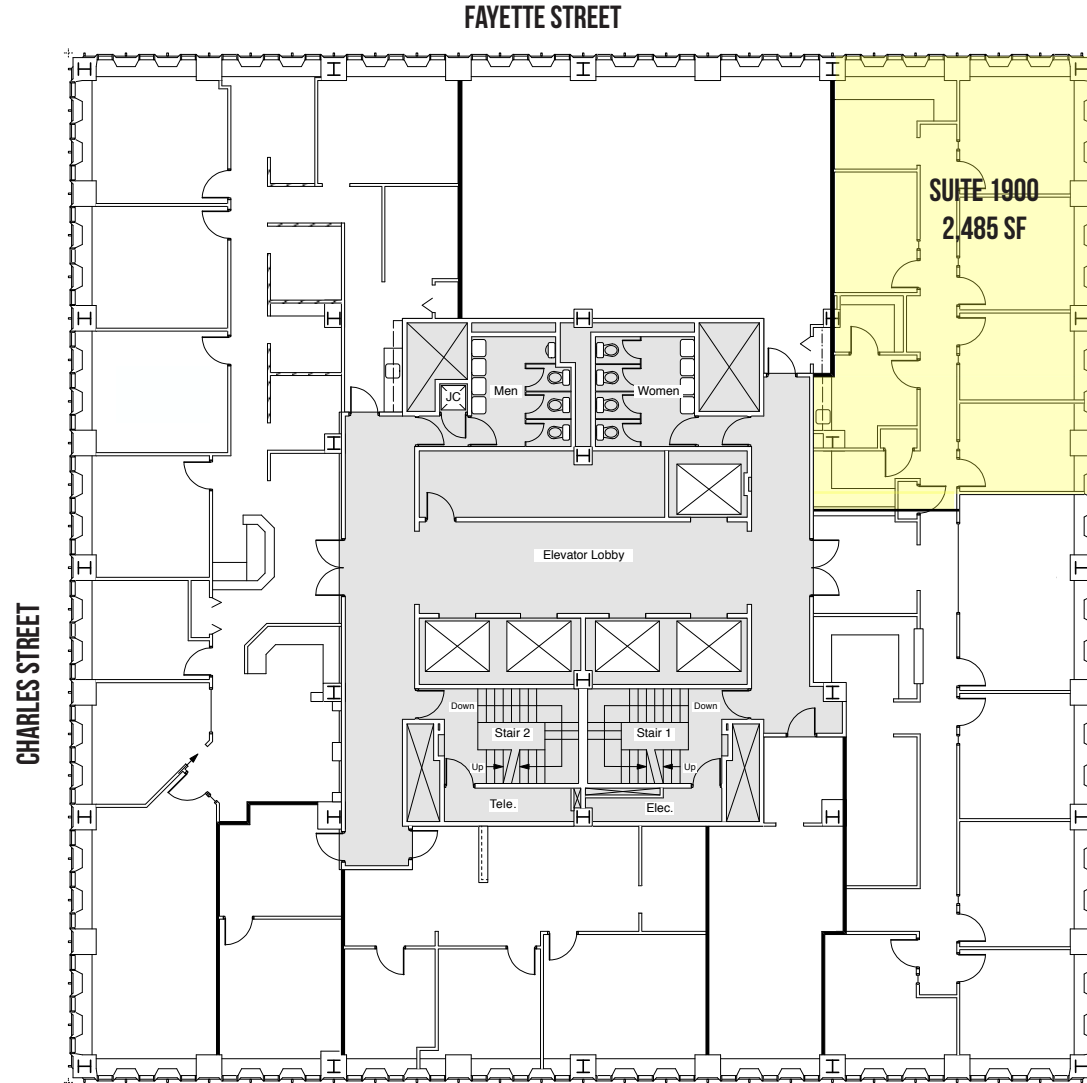 FAYETTE STREET
SUITE 1900
2,485 SF
Men
Women
JC
Elevator Lobby
CHARLES STREET
Down
Down
Stair 2
Stair 1
Up
Up
Tele.
Elec.